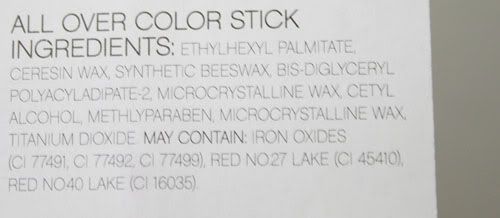 ALL OVER COLOR STICK
INGREDIENTS: ETHYLHEXYL PALMITATE,
CERESIN WAX, SYNTHETIC BEESWAX, BIS-DIGLYCERYL
POLYACYLADIPATE-2, MICROCRYSTALLINE WAX, CETYL
ALCOHOL, METHLYPARABEN, MICROCRYSTALLINE WAX,
TITANIUM DIOXIDE. MAY CONTAIN: IRON OXIDES
(CI 77491, CI 77492, CI 77499), RED NO.27 LAKE (CI 45410),
RED NO.40 LAKE (CI 16035).